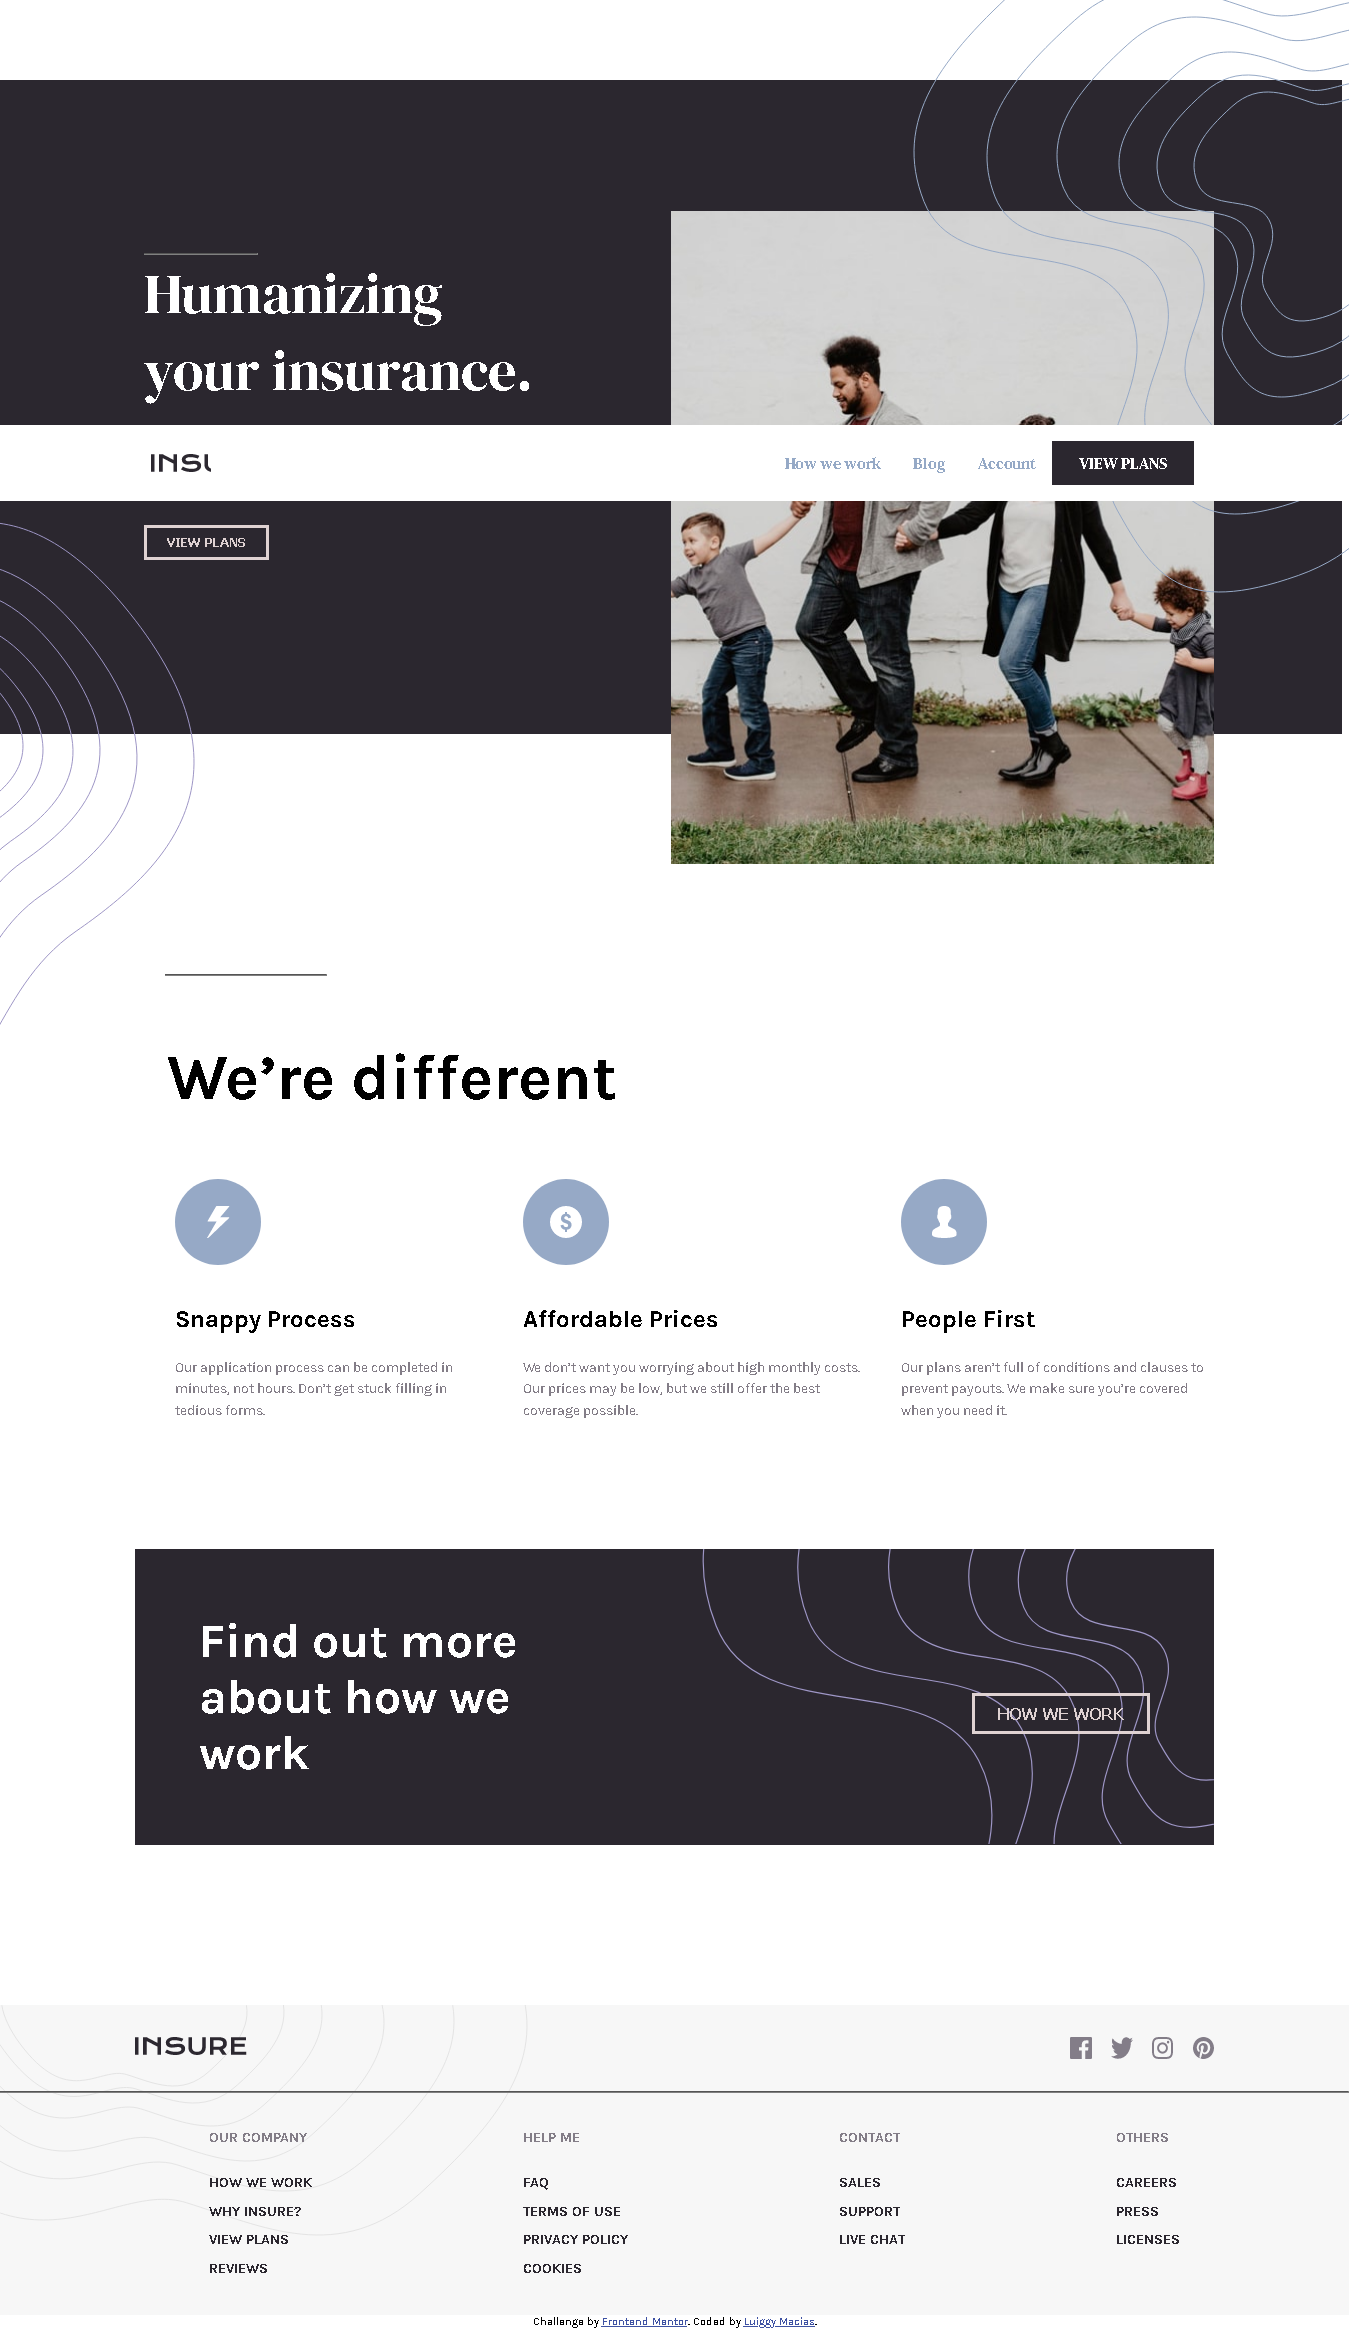 Humanizing
your insurance.
INSU
How we work Blog Account VIEW PLANS
VIEW PLANS
We’re different
Snappy Process
Our application process can be completed in
minutes, not hours. Don’t get stuck filling in
tedious forms.
Affordable Prices
We don’t want you worrying about high monthly costs.
Our prices may be low, but we still offer the best
coverage possible.
People First
Our plans aren’t full of conditions and clauses to
prevent payouts. We make sure you’re covered
when you need it.
Find out more
about how we
work
HOW WE WORK
INSURE
OUR COMPANY
HOW WE WORK
WHY INSURE?
VIEW PLANS
REVIEWS
HELP ME
FAQ
TERMS OF USE
PRIVACY POLICY
COOKIES
CONTACT
SALES
SUPPORT
LIVE CHAT
OTHERS
CAREERS
PRESS
LICENSES
Challenge by Frontend Mentor. Coded by Luiggy Macias.